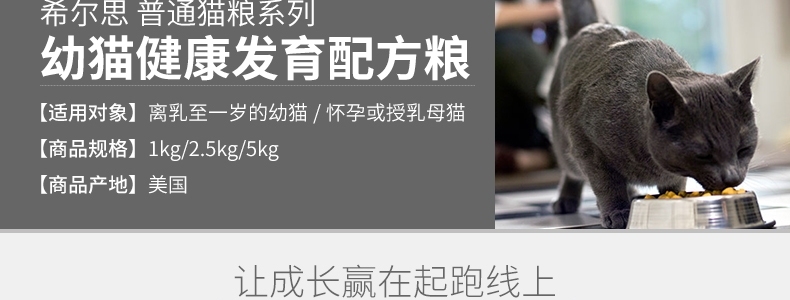 希尔思 普通猫粮系列
幼猫健康发育配方粮
【适用对象】离乳至一岁的幼猫 / 怀孕或授乳母猫
【商品规格】1kg/2.5kg/5kg
【商品产地】美国
让成长赢在起跑线上